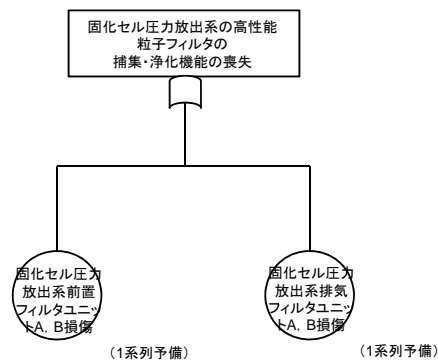 固化セル圧力放出系の高性能
粒子フィルタの
捕集・浄化機能の喪失
固化セル圧力
放出系前置
フィルタユニッ
トA, B損傷
（1系列予備）
固化セル圧力
放出系排気
フィルタユニッ
トA, B損傷
（1系列予備）